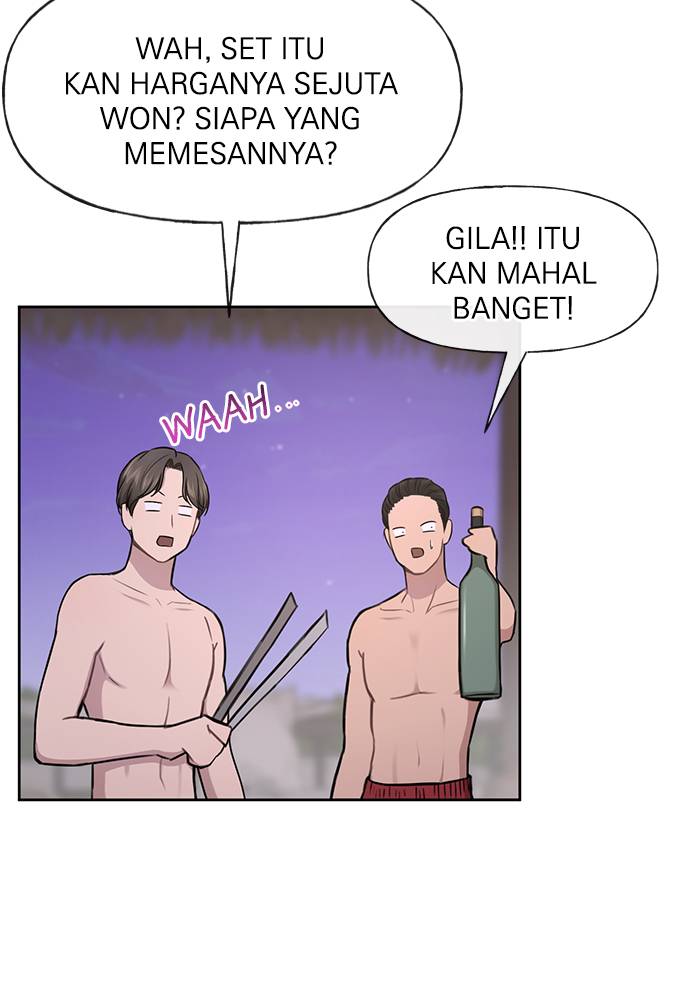 WAH, SET ITU
KAN HARGANYA SEJUTA
WON? SIAPA YANG
MEMESANNYA?
GILA!! ITU
KAN MAHAL
BANGET!
WAAH...